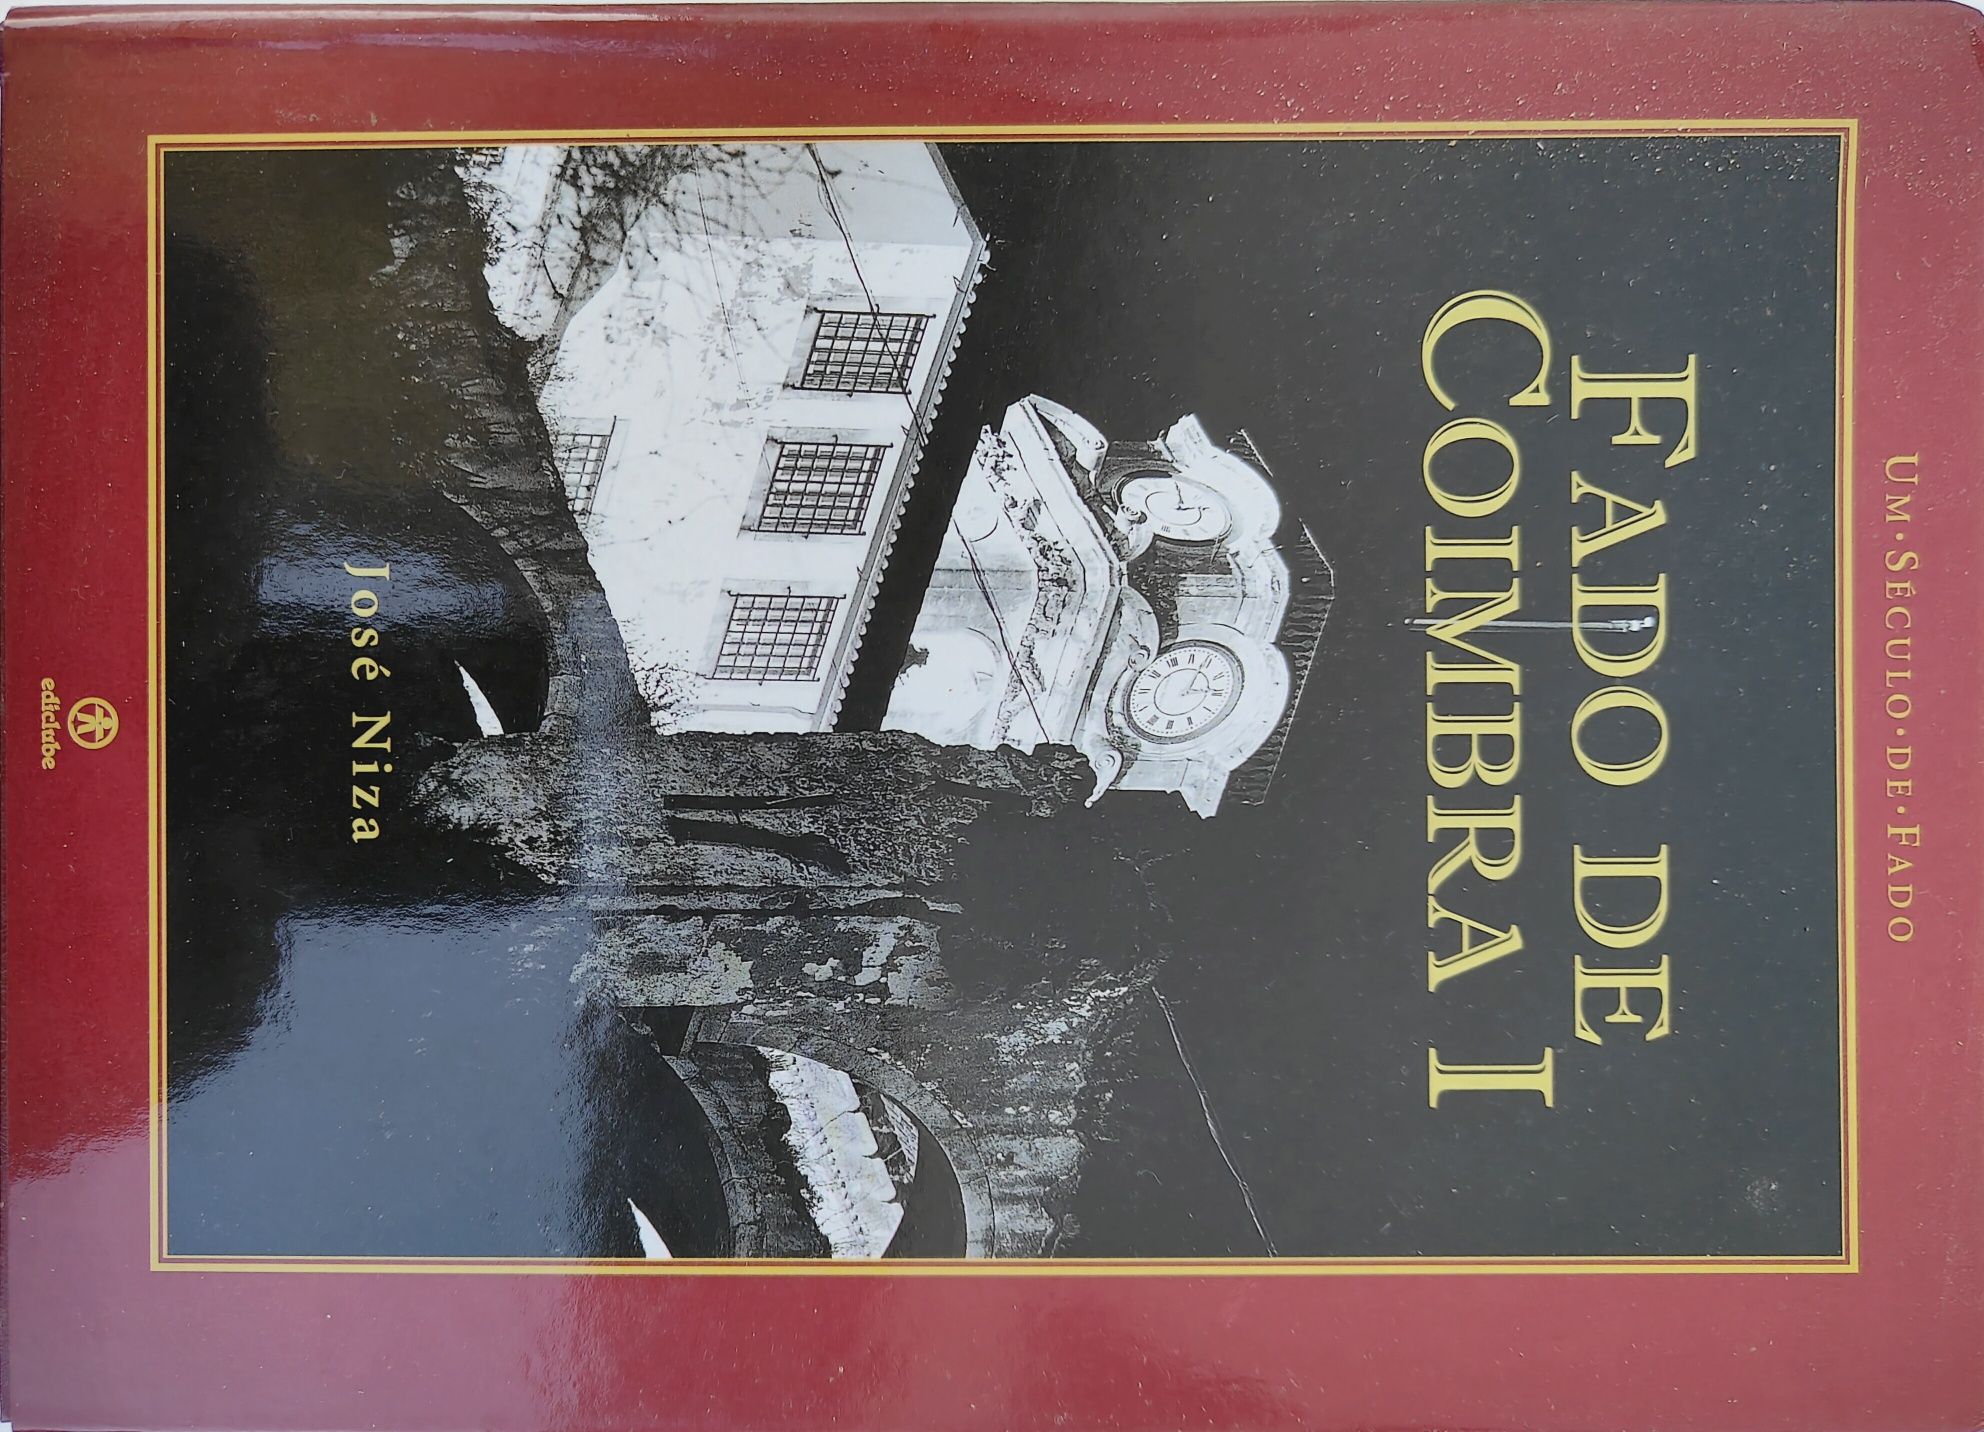 UM · SÉCULO · DE · FADO
FADO DE
COIMBRA I
José Niza
ediclube